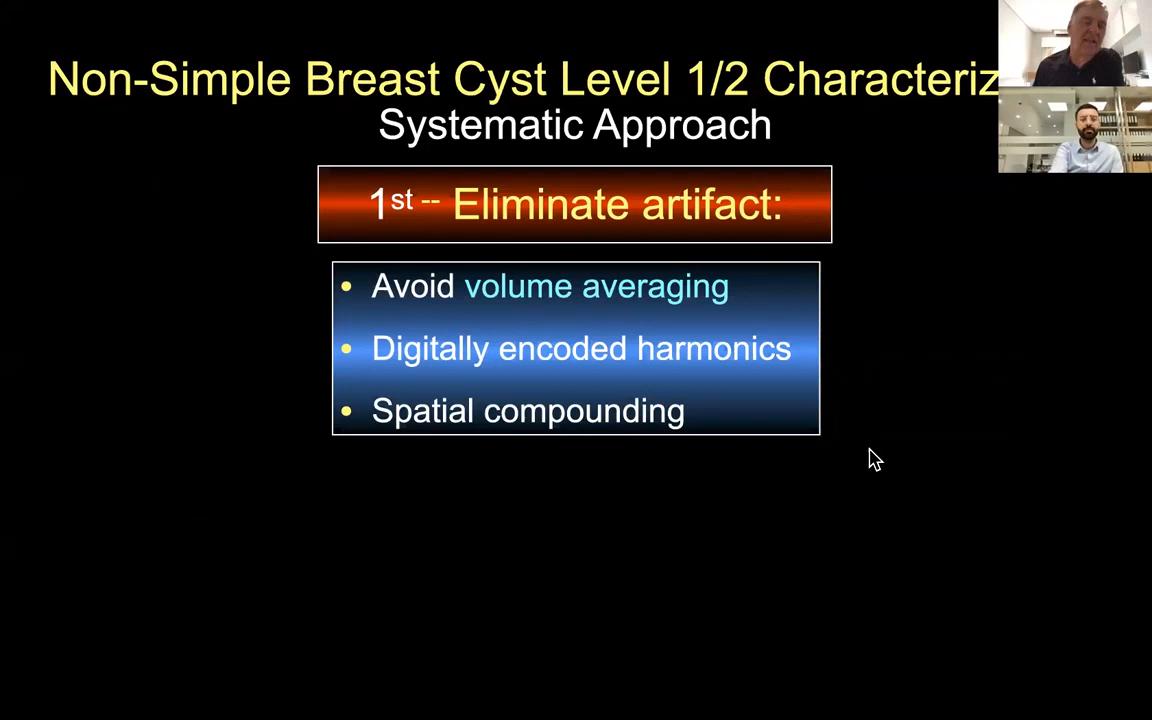 Non-Simple Breast Cyst Level 1/2 Characteriz
Systematic Approach
1st -- Eliminate artifact:
• Avoid volume averaging
• Digitally encoded harmonics
• Spatial compounding